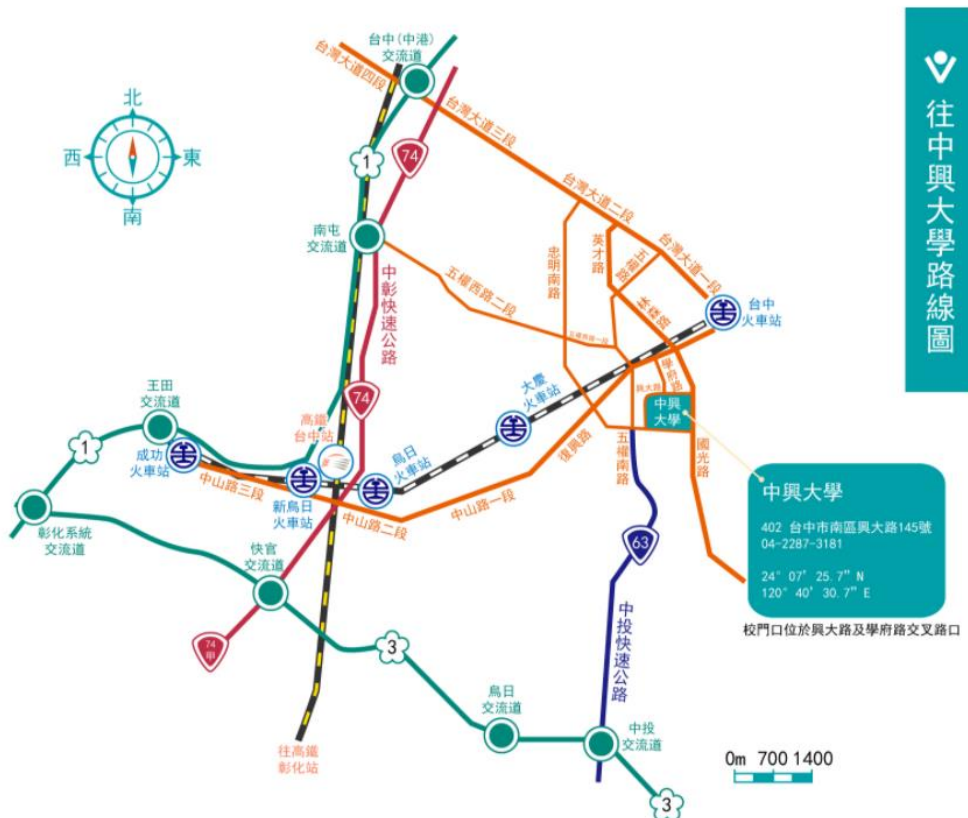 往中興大學路線圖
北
西
東
南
台中(中港)
交流道
台灣大道四段
台灣大道三段
台灣大道二段
台灣大道一段
1
74
南屯
交流道
中彰快速公路
五權西路二段
五權西路一段
忠明南路
英才路
五權路
林森路
台中
火車站
學府路
興大路
中興
大學
大慶
火車站
王田
交流道
74
高鐵
台中站
1
成功
火車站
烏日
火車站
復興路
五權南路
國光路
中山路三段
新烏日
火車站
中山路二段
中山路一段
彰化系統
交流道
快官
交流道
63
中投快速公路
中興大學
402 台中市南區興大路145號
04-2287-3181
24° 07' 25.7" N
120° 40' 30.7" E
校門口位於興大路及學府路交叉路口
74
3
烏日
交流道
中投
交流道
往高鐵
彰化站
0m 700 1400
3